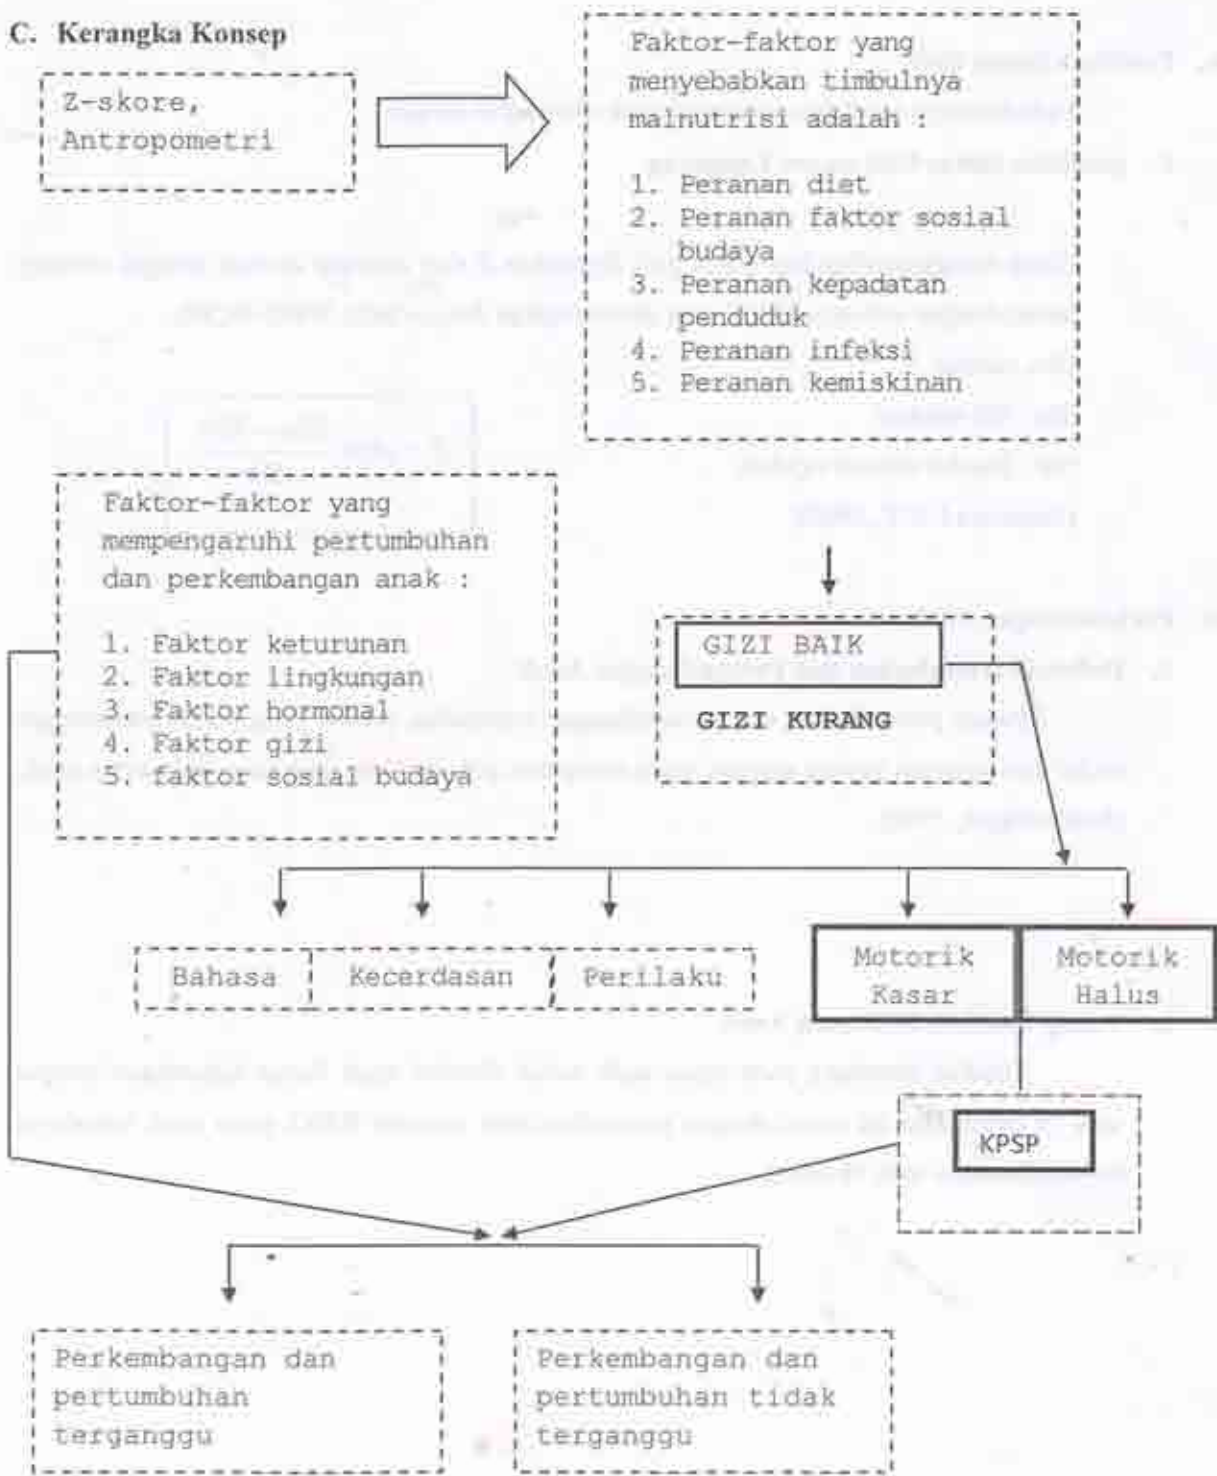 C. Kerangka Konsep
Z-skore,
Antropometri
Faktor-faktor yang
menyebabkan timbulnya
malnutrisi adalah :
1. Peranan diet
2. Peranan faktor sosial
budaya
3. Peranan kepadatan
penduduk
4. Peranan infeksi
5. Peranan kemiskinan
Faktor-faktor yang
mempengaruhi pertumbuhan
dan perkembangan anak :
1. Faktor keturunan
2. Faktor lingkungan
3. Faktor hormonal
4. Faktor gizi
5. faktor sosial budaya
GIZI BAIK
GIZI KURANG
Bahasa
Kecerdasan
Perilaku
Motorik
Kasar
Motorik
Halus
KPSP
Perkembangan dan
pertumbuhan
terganggu
Perkembangan dan
pertumbuhan tidak
terganggu